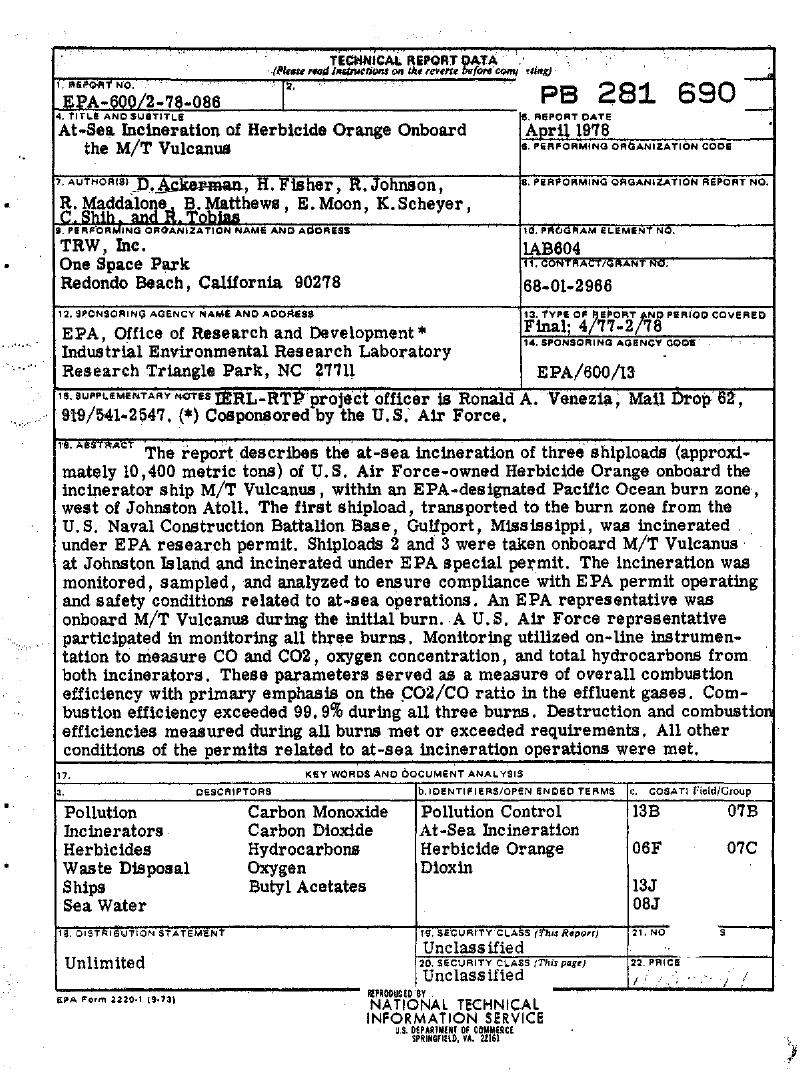 TECHNICAL REPORT DATA
(Please read Instructions on the reverse before com eting)
1. REPORT NO.
EPA-600/2-78-086
2.
PB 281 690
4. TITLE AND SUBTITLE
At-Sea Incineration of Herbicide Orange Onboard
the M/T Vulcanus
5. REPORT DATE
April 1978
6. PERFORMING ORGANIZATION CODE
7. AUTHOR(S) D. Ackerman, H. Fisher, R. Johnson,
R. Maddalone, B. Matthews, E. Moon, K. Scheyer,
C. Shih, and R. Tobias
8. PERFORMING ORGANIZATION REPORT NO.
9. PERFORMING ORGANIZATION NAME AND ADDRESS
TRW, Inc.
One Space Park
Redondo Beach, California 90278
10. PROGRAM ELEMENT NO.
1AB604
11. CONTRACT/GRANT NO.
68-01-2966
12. SPONSORING AGENCY NAME AND ADDRESS
EPA, Office of Research and Development*
Industrial Environmental Research Laboratory
Research Triangle Park, NC 27711
13. TYPE OF REPORT AND PERIOD COVERED
Final; 4/77-2/78
14. SPONSORING AGENCY CODE
EPA/600/13
15. SUPPLEMENTARY NOTES IERL-RTP project officer is Ronald A. Venezia, Mail Drop 62,
919/541-2547. (*) Cosponsored by the U.S. Air Force.
16. ABSTRACT The report describes the at-sea incineration of three shiploads (approxi-
mately 10,400 metric tons) of U.S. Air Force-owned Herbicide Orange onboard the
incinerator ship M/T Vulcanus, within an EPA-designated Pacific Ocean burn zone,
west of Johnston Atoll. The first shipload, transported to the burn zone from the
U.S. Naval Construction Battalion Base, Gulfport, Mississippi, was incinerated
under EPA research permit. Shiploads 2 and 3 were taken onboard M/T Vulcanus
at Johnston Island and incinerated under EPA special permit. The incineration was
monitored, sampled, and analyzed to ensure compliance with EPA permit operating
and safety conditions related to at-sea operations. An EPA representative was
onboard M/T Vulcanus during the initial burn. A U.S. Air Force representative
participated in monitoring all three burns. Monitoring utilized on-line instrumen-
tation to measure CO and CO2, oxygen concentration, and total hydrocarbons from
both incinerators. These parameters served as a measure of overall combustion
efficiency with primary emphasis on the CO2/CO ratio in the effluent gases. Com-
bustion efficiency exceeded 99.9% during all three burns. Destruction and combustion
efficiencies measured during all burns met or exceeded requirements. All other
conditions of the permits related to at-sea incineration operations were met.
17. KEY WORDS AND DOCUMENT ANALYSIS
a. DESCRIPTORS
b. IDENTIFIERS/OPEN ENDED TERMS
c. COSATI Field/Group
Pollution Carbon Monoxide
Incinerators Carbon Dioxide
Herbicides Hydrocarbons
Waste Disposal Oxygen
Ships Butyl Acetates
Sea Water
Pollution Control
At-Sea Incineration
Herbicide Orange
Dioxin
13B 07B
06F 07C
13J
08J
18. DISTRIBUTION STATEMENT
Unlimited
19. SECURITY CLASS (This Report)
Unclassified
20. SECURITY CLASS (This page)
Unclassified
21. NO S
22. PRICE
EPA Form 2220-1 (9-73)
REPRODUCED BY
NATIONAL TECHNICAL
INFORMATION SERVICE
U.S. DEPARTMENT OF COMMERCE
SPRINGFIELD, VA. 22161